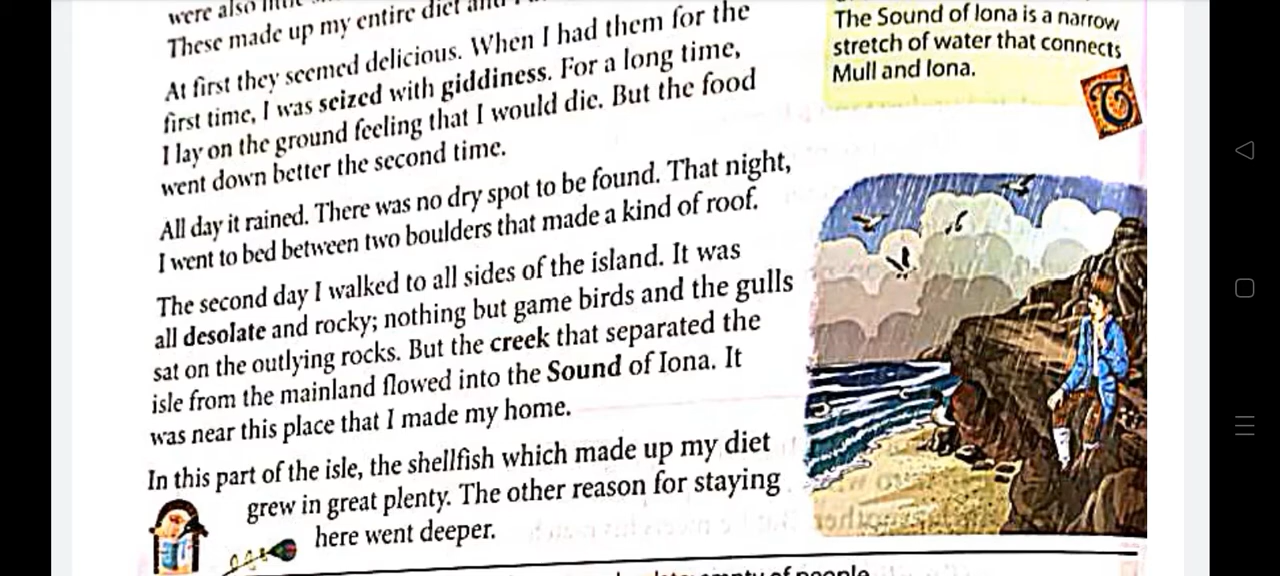 were also
These made up my entire diet and
At first they seemed delicious. When I had them for the
first time, I was seized with giddiness. For a long time,
I lay on the ground feeling that I would die. But the food
went down better the second time.
All day it rained. There was no dry spot to be found. That night,
I went to bed between two boulders that made a kind of roof.
The second day I walked to all sides of the island. It was
all desolate and rocky; nothing but game birds and the gulls
sat on the outlying rocks. But the creek that separated the
isle from the mainland flowed into the Sound of Iona. It
was near this place that I made my home.
In this part of the isle, the shellfish which made up my diet
grew in great plenty. The other reason for staying
here went deeper.
The Sound of Iona is a narrow
stretch of water that connects
Mull and Iona.
T
empty of people